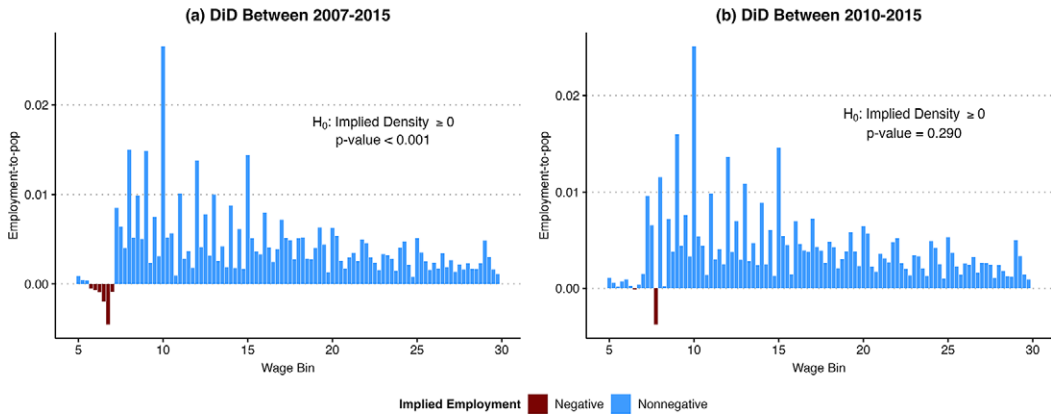 (a) DiD Between 2007-2015
Employment-to-pop
0.02
0.01
0.00
H₀: Implied Density ≥ 0
p-value < 0.001
5 10 15 20 25 30
Wage Bin
(b) DiD Between 2010-2015
Employment-to-pop
0.02
0.01
0.00
H₀: Implied Density ≥ 0
p-value = 0.290
5 10 15 20 25 30
Wage Bin
Implied Employment Negative Nonnegative